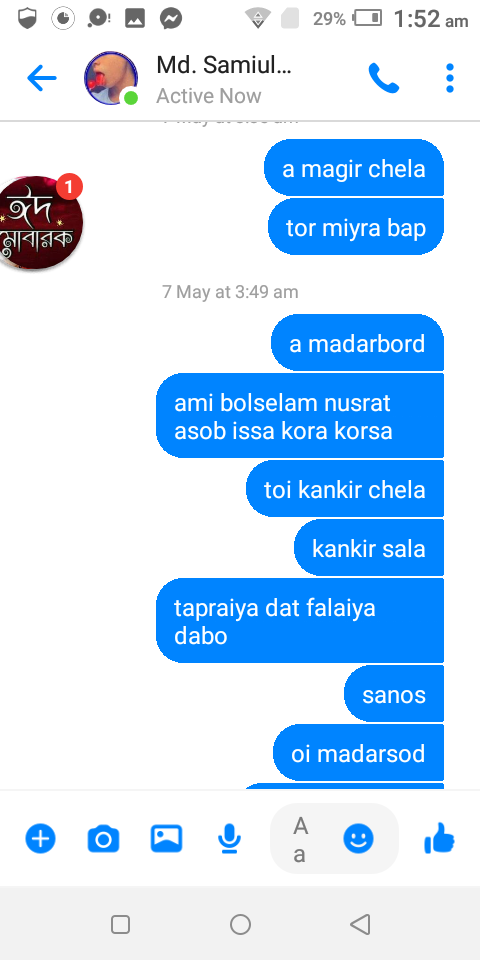 29% 1:52 am
Md. Samiul...
Active Now
a magir chela
tor miyra bap
1
ঈদ
মুবারক
7 May at 3:49 am
a madarbord
ami bolselam nusrat
asob issa kora korsa
toi kankir chela
kankir sala
tapraiya dat falaiya
dabo
sanos
oi madarsod
A
a